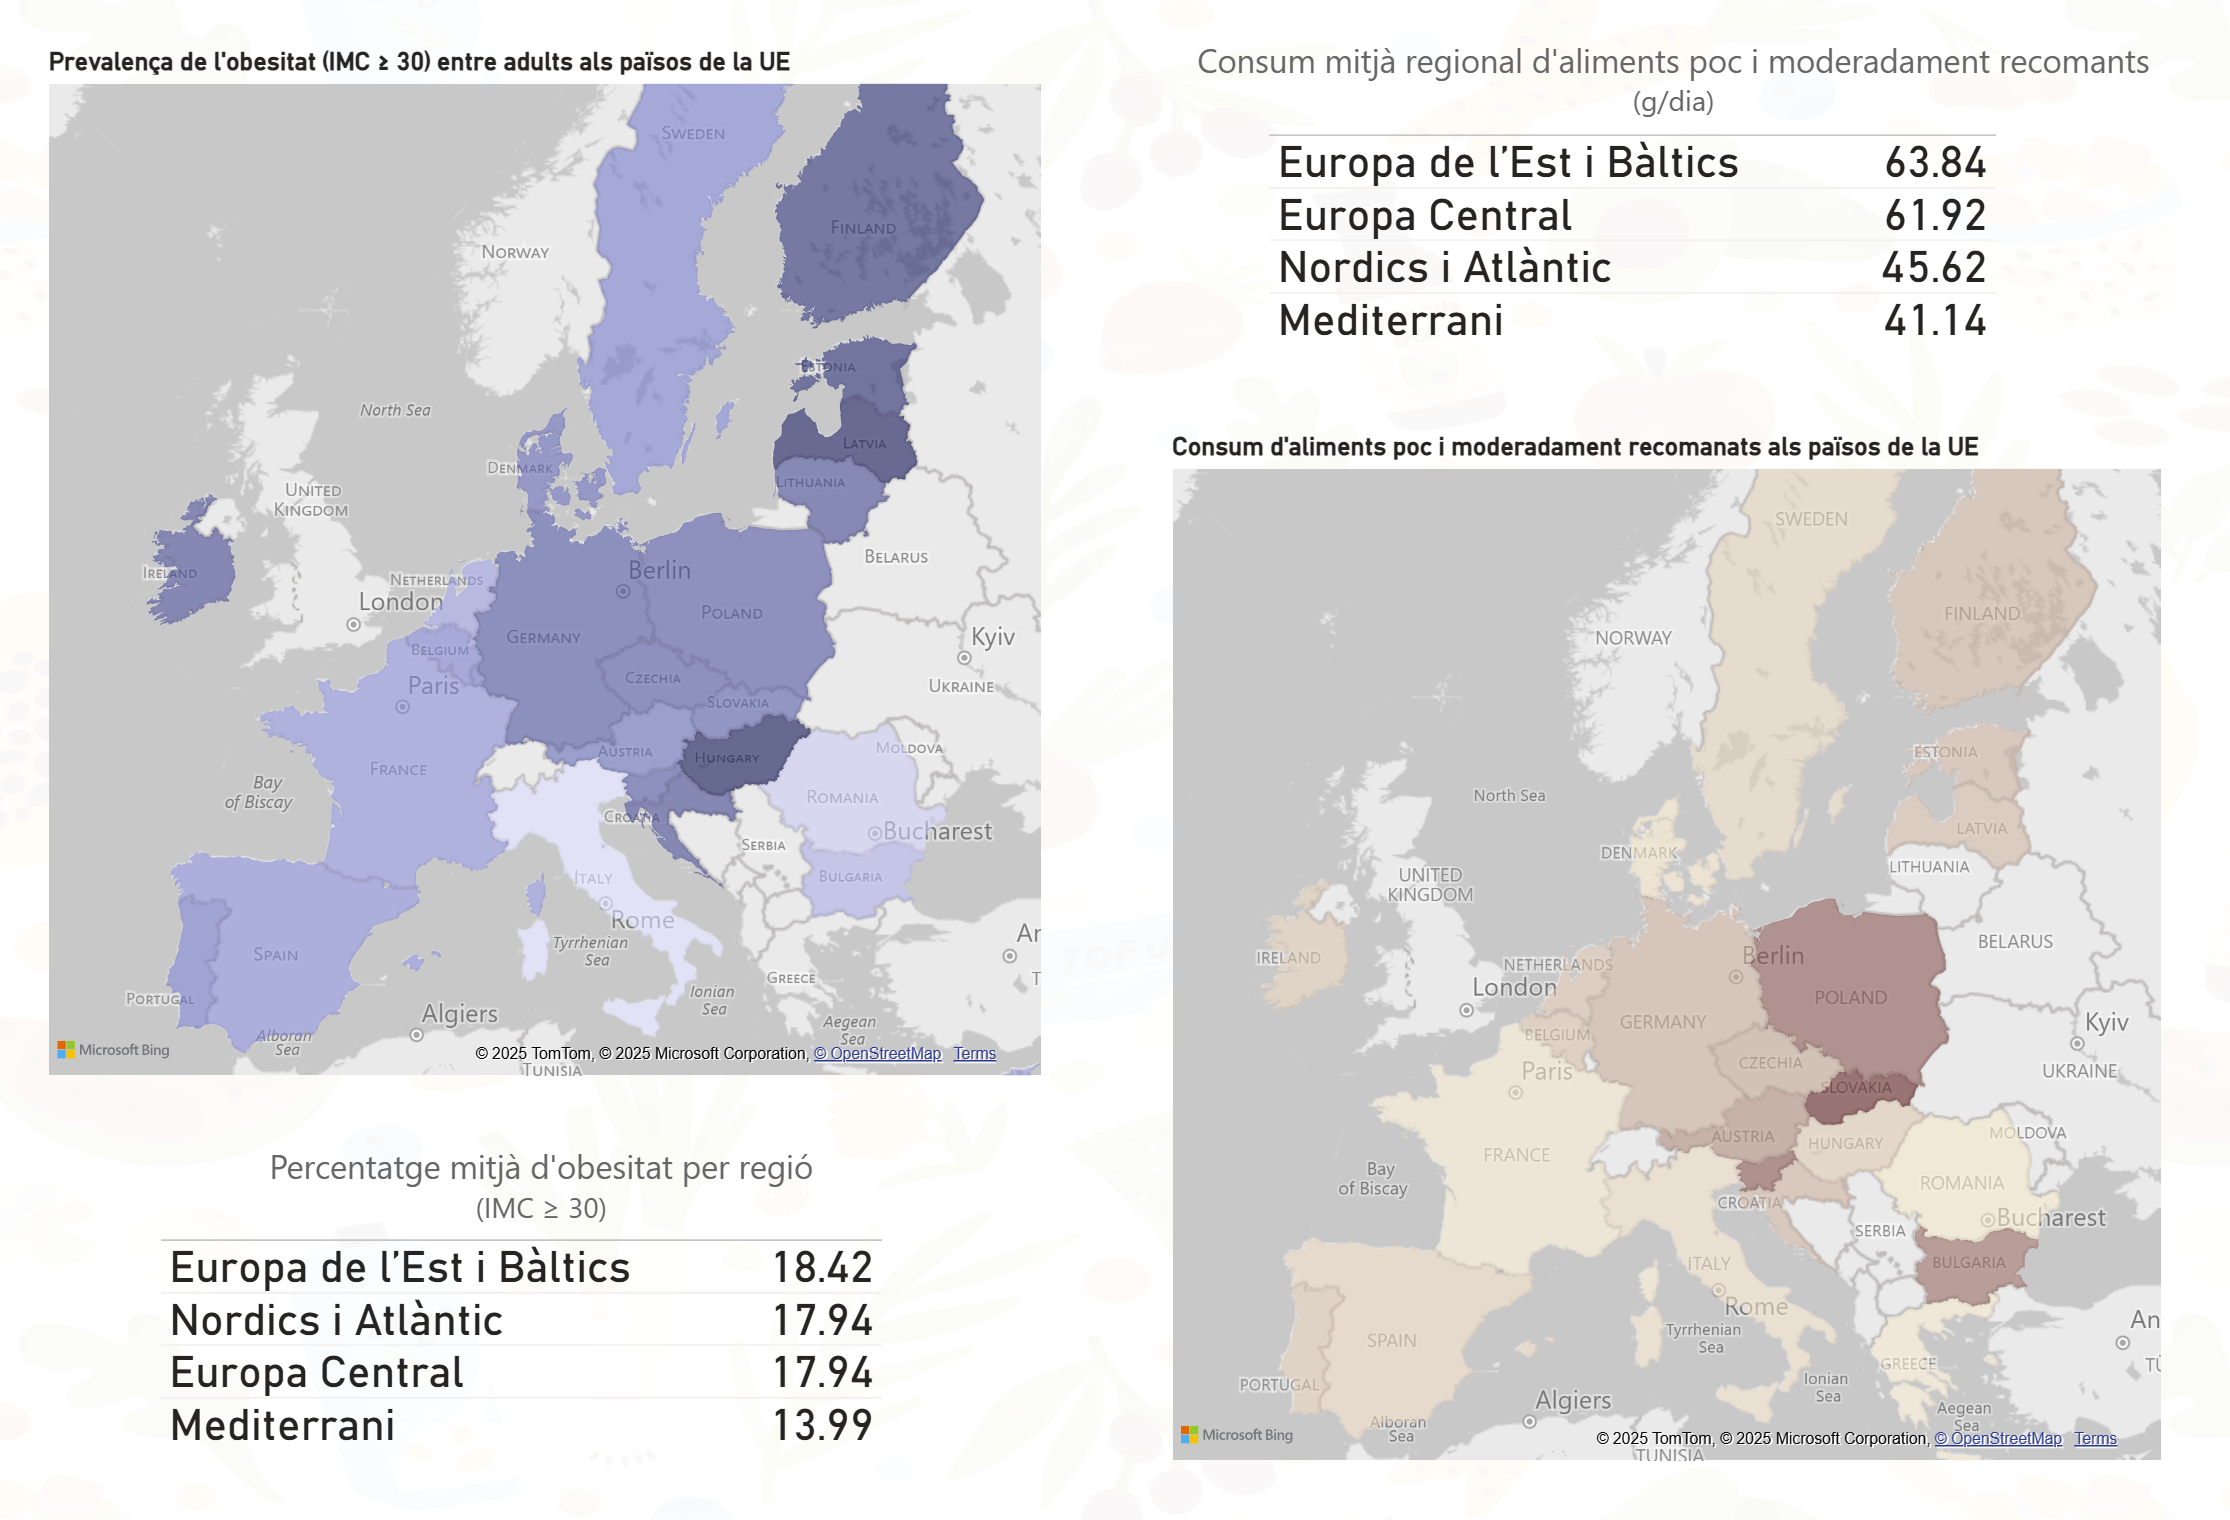 Prevalença de l'obesitat (IMC ≥ 30) entre adults als països de la UE
SWEDEN
FINLAND
NORWAY
ESTONIA
North Sea
LATVIA
DENMARK
LITHUANIA
UNITED
KINGDOM
BELARUS
IRELAND
NETHERLANDS
Berlin
London
POLAND
GERMANY
Kyiv
BELGIUM
CZECHIA
Paris
UKRAINE
SLOVAKIA
AUSTRIA
HUNGARY
MOLDOVA
FRANCE
Bay
of Biscay
ROMANIA
CROATIA
Bucharest
SERBIA
ITALY
BULGARIA
Rome
An
SPAIN
Tyrrhenian
Sea
GREECE
T
PORTUGAL
Ionian
Sea
Algiers
Alboran
Sea
Aegean
Sea
Microsoft Bing
© 2025 TomTom, © 2025 Microsoft Corporation, © OpenStreetMap Terms
TUNISIA
Percentatge mitjà d'obesitat per regió
(IMC ≥ 30)
Europa de l’Est i Bàltics 18.42
Nordics i Atlàntic 17.94
Europa Central 17.94
Mediterrani 13.99
Consum mitjà regional d'aliments poc i moderadament recomants
(g/dia)
Europa de l’Est i Bàltics 63.84
Europa Central 61.92
Nordics i Atlàntic 45.62
Mediterrani 41.14
Consum d'aliments poc i moderadament recomanats als països de la UE
SWEDEN
FINLAND
NORWAY
ESTONIA
North Sea
LATVIA
DENMARK
LITHUANIA
UNITED
KINGDOM
BELARUS
IRELAND
NETHERLANDS
Berlin
London
POLAND
GERMANY
Kyiv
BELGIUM
CZECHIA
Paris
UKRAINE
SLOVAKIA
AUSTRIA
HUNGARY
MOLDOVA
FRANCE
Bay
of Biscay
ROMANIA
CROATIA
Bucharest
SERBIA
ITALY
BULGARIA
Rome
An
Tyrrhenian
Sea
SPAIN
GREECE
TÜ
PORTUGAL
Ionian
Sea
Algiers
Alboran
Sea
Aegean
Sea
Microsoft Bing
© 2025 TomTom, © 2025 Microsoft Corporation, © OpenStreetMap Terms
TUNISIA